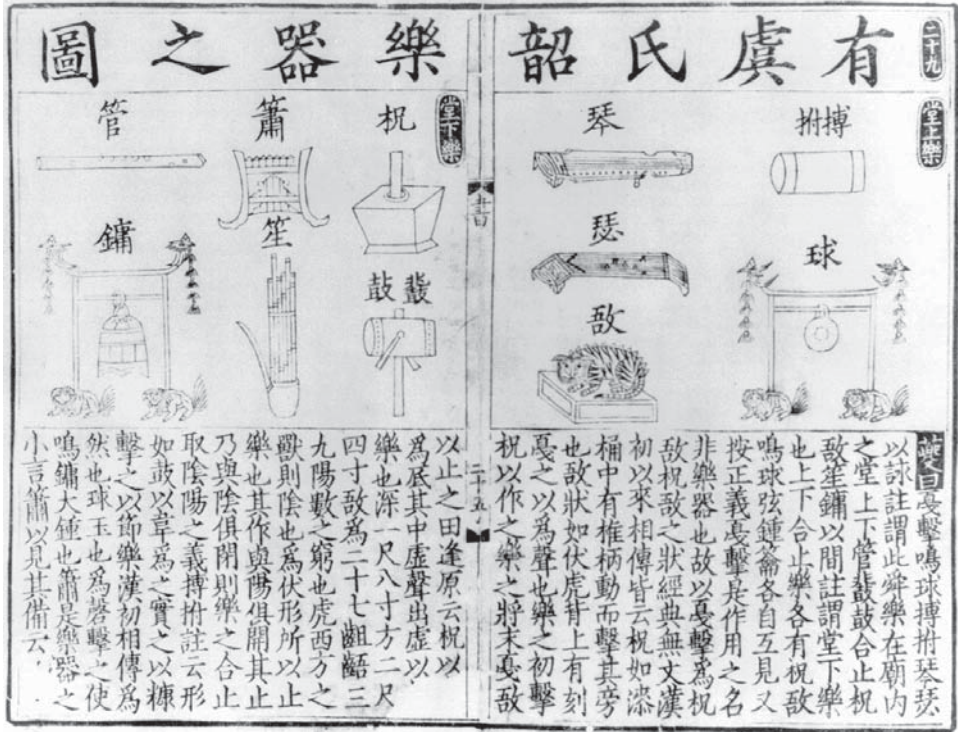 二十九
有虞氏韶
樂器之圖
堂上樂
搏拊
球
琴
瑟
敔
夔曰戛擊鳴球搏拊琴瑟
以詠註謂此舜樂在廟内
之堂上下管鼗鼓合止柷
敔笙鏞以間註謂堂下樂
也上下合止樂各有柷敔
鳴球弦鍾籥各自互見又
按正義戛擊是作用之名
非樂器也故以戛擊爲柷
敔柷敔之狀經典無文漢
初以來相傳皆云柷如漆
桶中有椎柄動而擊其旁
也敔狀如伏虎背上有刻
戛之以爲聲也樂之初擊
柷以作之樂之將末戛敔
書
二十五
堂下樂
柷
鼗鼓
簫
笙
管
鏞
以止之田逢原云柷以
爲底其中虛聲出虛以
樂也深一尺八寸方二尺
四寸敔爲二十七齟齬三
九陽數之窮也虎西方之
獸則陰也爲伏形所以止
樂也其作與陽俱開其止
乃與陰俱閉則樂之合止
取陰陽之義搏拊註云形
如鼓以韋爲之實之以糠
擊之以節樂漢初相傳爲
然也球玉也爲磬擊之使
鳴鏞大鍾也簫是樂器之
小言簫以見其備云